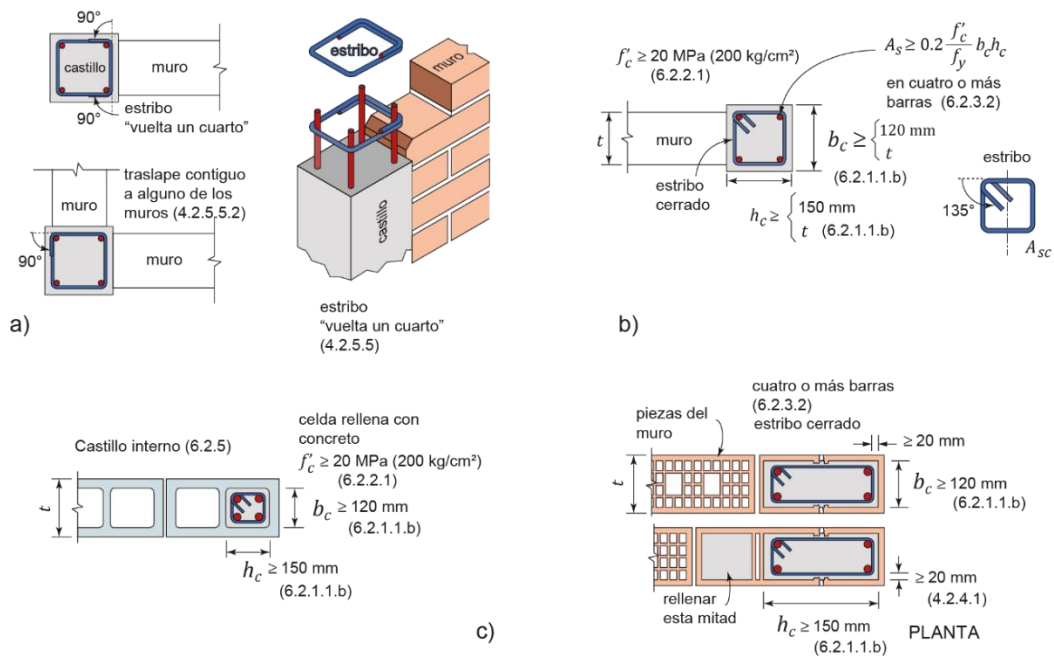 90°
castillo
muro
90°
estribo
“vuelta un cuarto”
traslape contiguo
a alguno de los
muros (4.2.5,5.2)
muro
90°
muro
a)
estribo
muro
castillo
estribo
“vuelta un cuarto”
(4.2.5.5)
f'c ≥ 20 MPa (200 kg/cm²)
(6.2.2.1)
As ≥ 0.2 f'c/fy bc hc
en cuatro o más
barras (6.2.3.2)
t
muro
bc ≥ { 120 mm
t
(6.2.1.1.b)
estribo
cerrado
hc ≥ { 150 mm
t (6.2.1.1.b)
estribo
135°
Asc
b)
Castillo interno (6.2.5)
celda rellena con
concreto
f'c ≥ 20 MPa (200 kg/cm²)
(6.2.2.1)
t
bc ≥ 120 mm
(6.2.1.1.b)
hc ≥ 150 mm
(6.2.1.1.b)
c)
cuatro o más barras
(6.2.3.2)
estribo cerrado
piezas del
muro
≥ 20 mm
t
bc ≥ 120 mm
(6.2.1.1.b)
≥ 20 mm
(4.2.4.1)
rellenar
esta mitad
hc ≥ 150 mm
(6.2.1.1.b)
PLANTA